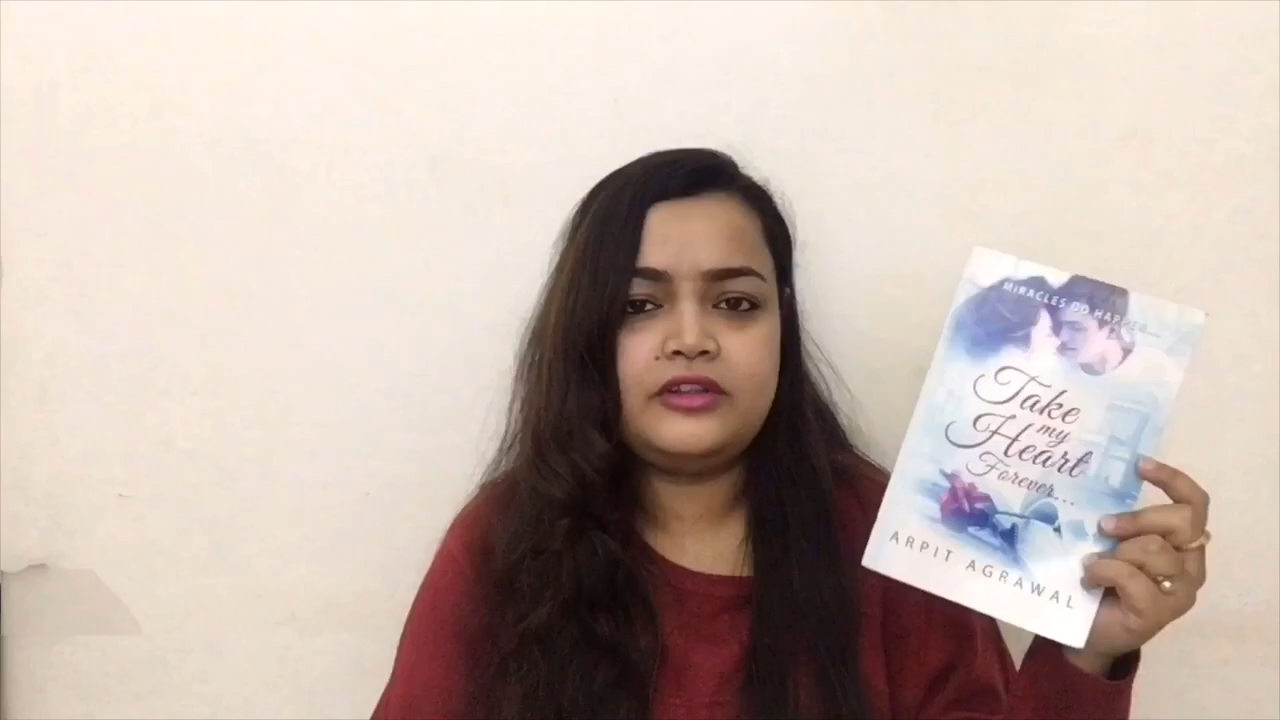 MIRACLES DO HAPPEN...
Take
my
Heart
Forever...
ARPIT AGRAWAL